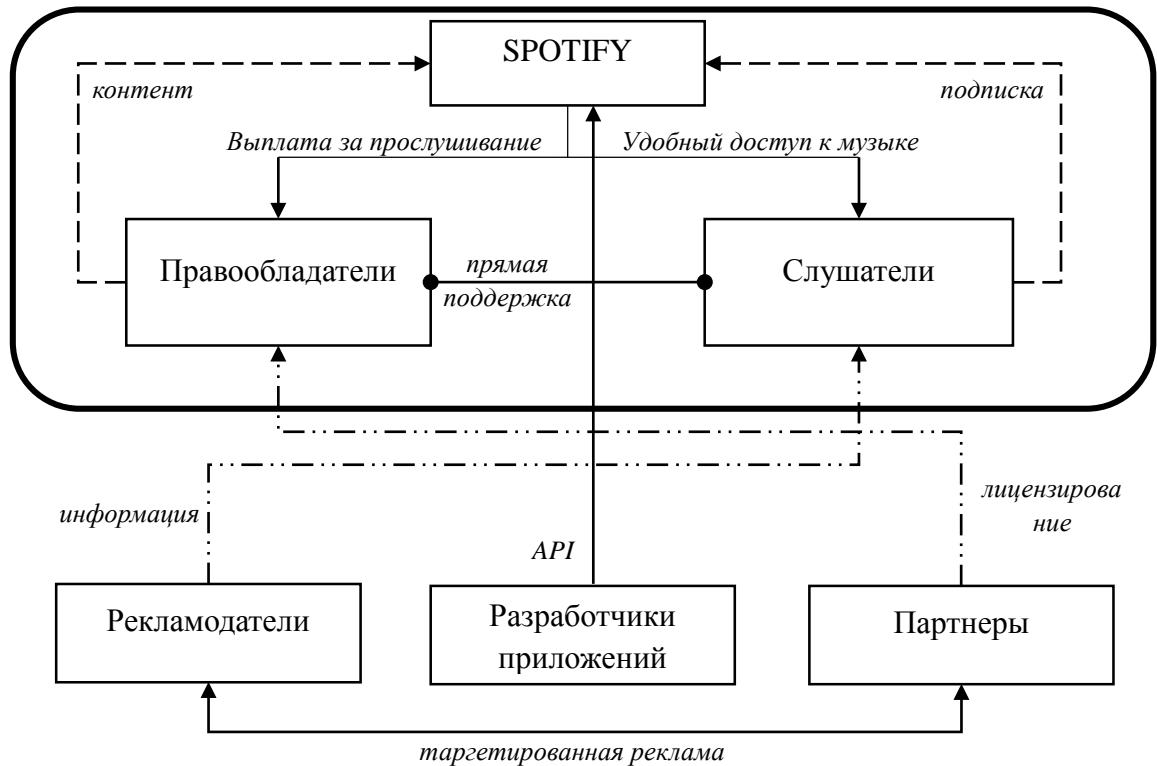 SPOTIFY
контент
подписка
Выплата за прослушивание
Удобный доступ к музыке
Правообладатели
прямая
поддержка
Слушатели
информация
лицензирова
ние
API
Рекламодатели
Разработчики
приложений
Партнеры
таргетированная реклама